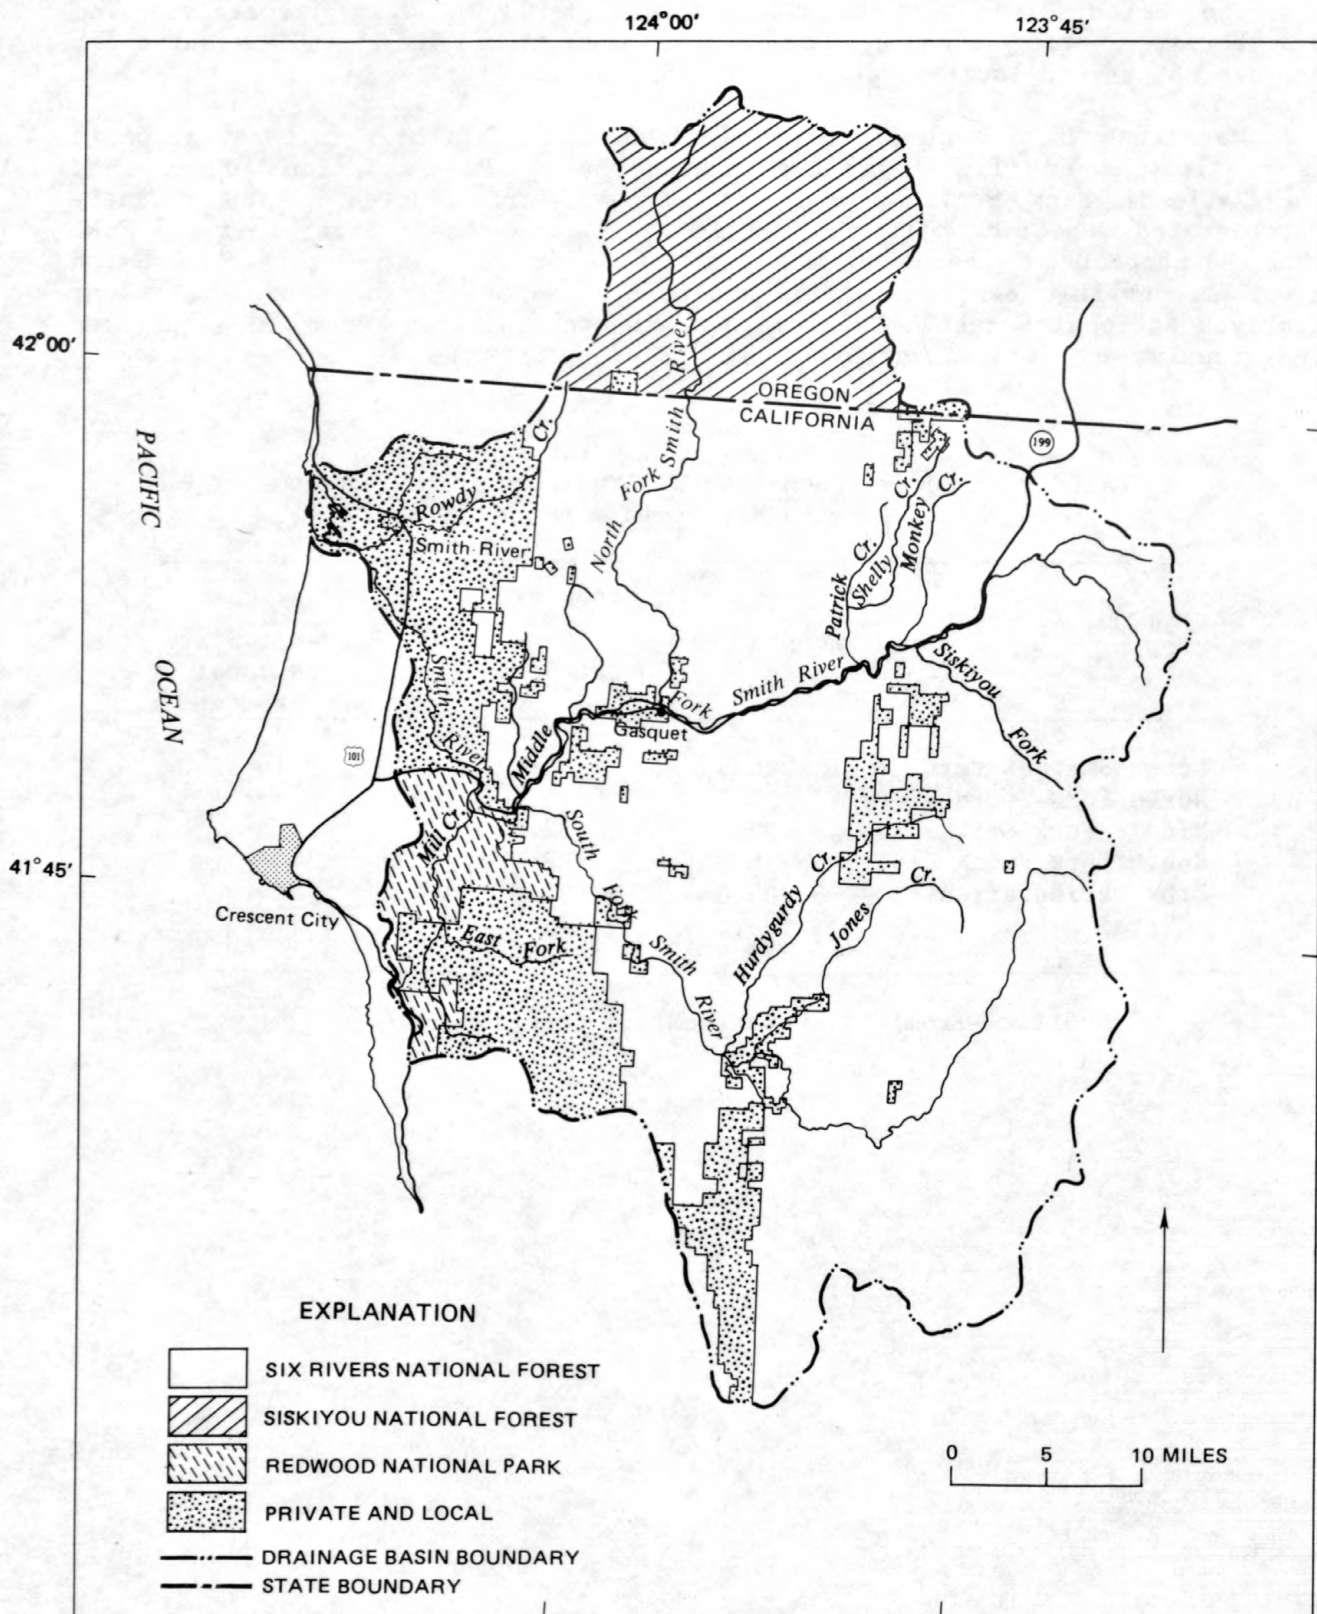 124°00′
123°45′
42°00′
41°45′
PACIFIC
OCEAN
OREGON
CALIFORNIA
199
101
North Fork Smith River
Rowdy Cr.
Smith River
Patrick Cr.
Shelly Cr.
Monkey Cr.
Siskiyou Fork
Middle Fork Smith River
Gasquet
Smith River
Mill Cr.
East Fork
South Fork Smith River
Hurdygurdy Cr.
Jones Cr.
Crescent City
EXPLANATION
SIX RIVERS NATIONAL FOREST
SISKIYOU NATIONAL FOREST
REDWOOD NATIONAL PARK
PRIVATE AND LOCAL
DRAINAGE BASIN BOUNDARY
STATE BOUNDARY
0 5 10 MILES